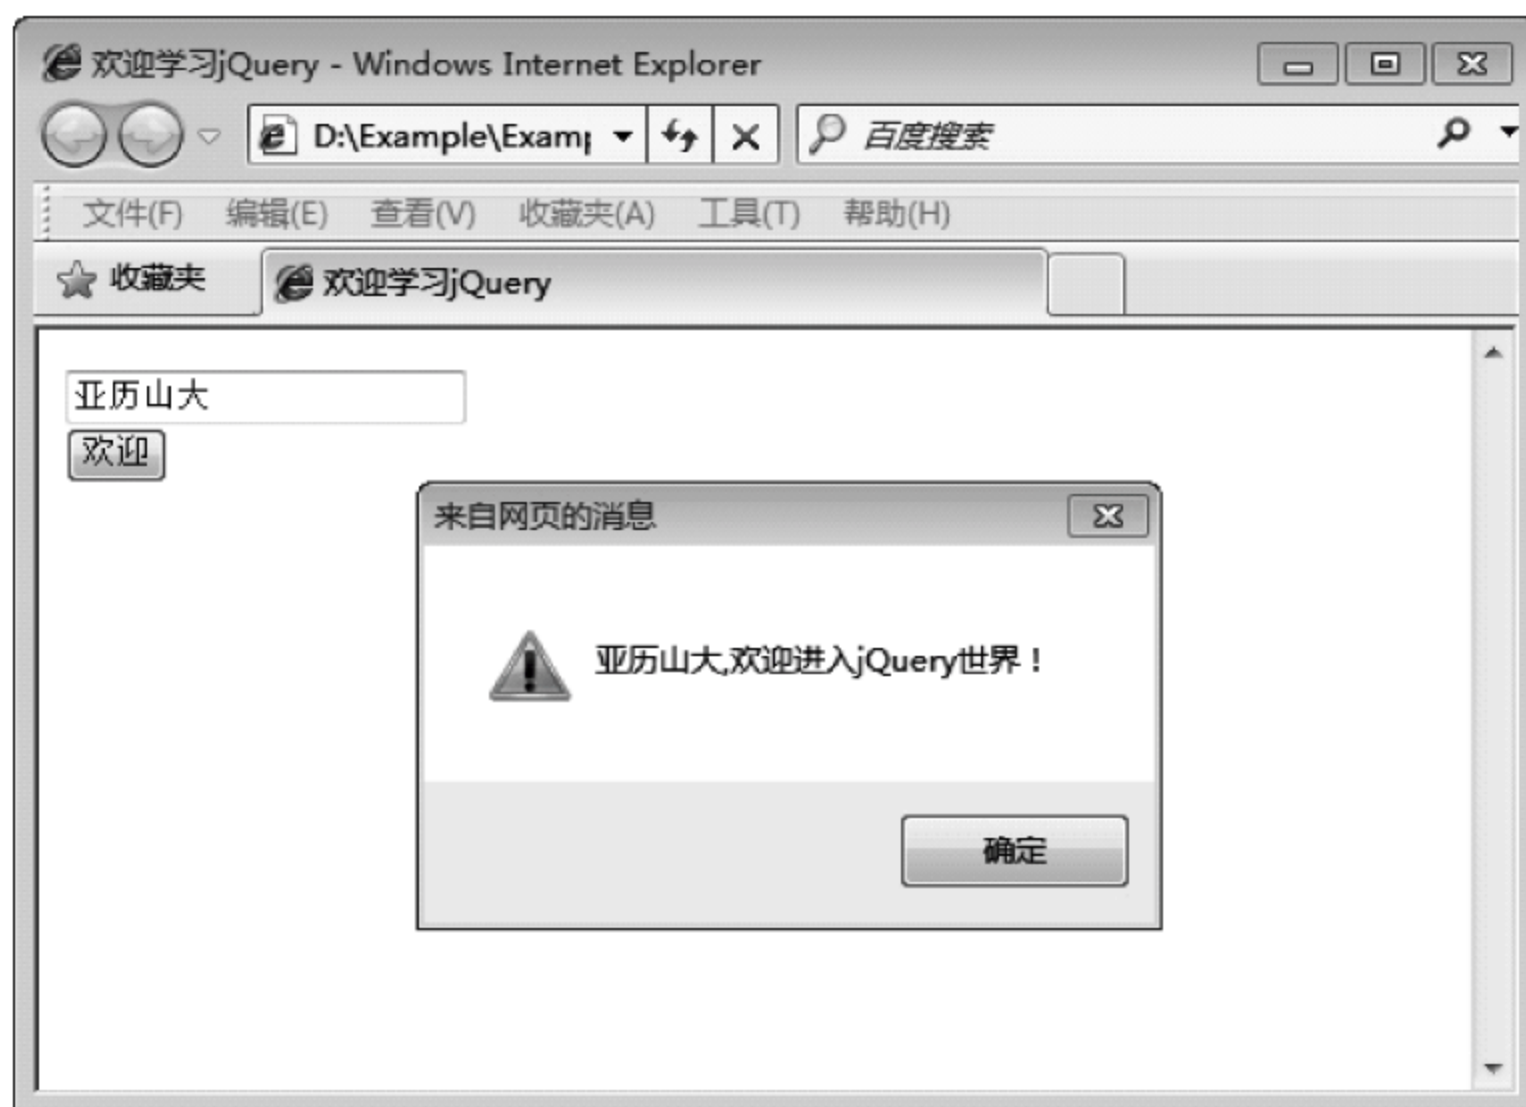 欢迎学习jQuery - Windows Internet Explorer
D:\Example\Examp
百度搜索
文件(F) 编辑(E) 查看(V) 收藏夹(A) 工具(T) 帮助(H)
收藏夹 欢迎学习jQuery
亚历山大
欢迎
来自网页的消息
亚历山大,欢迎进入jQuery世界！
确定